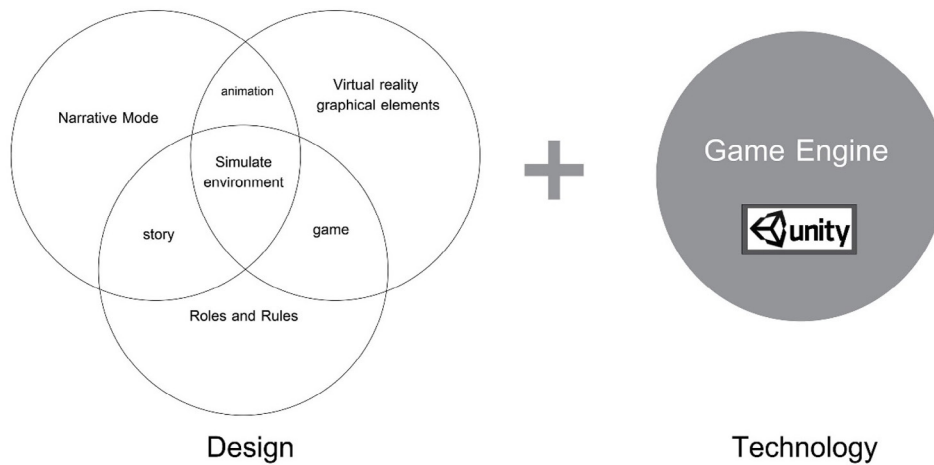 animation
Virtual reality
graphical elements
Narrative Mode
Simulate
environment
story
game
Roles and Rules
Design
Game Engine
unity
Technology